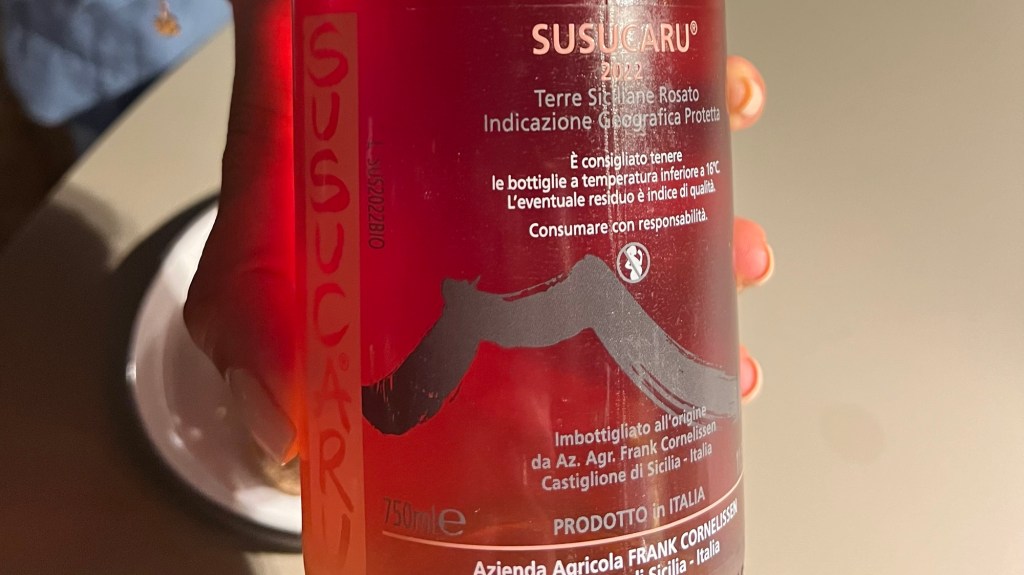 SUSUCARU
SUSUCARU®
2022
Terre Siciliane Rosato
Indicazione Geografica Protetta
L SUS2022BIO
È consigliato tenere
le bottiglie a temperatura inferiore a 16°C
L'eventuale residuo è indice di qualità.
Consumare con responsabilità.
Imbottigliato all'origine
da Az. Agr. Frank Cornelissen
Castiglione di Sicilia - Italia
750ml e
PRODOTTO in ITALIA
Azienda Agricola FRANK CORNELISSEN
di Sicilia - Italia